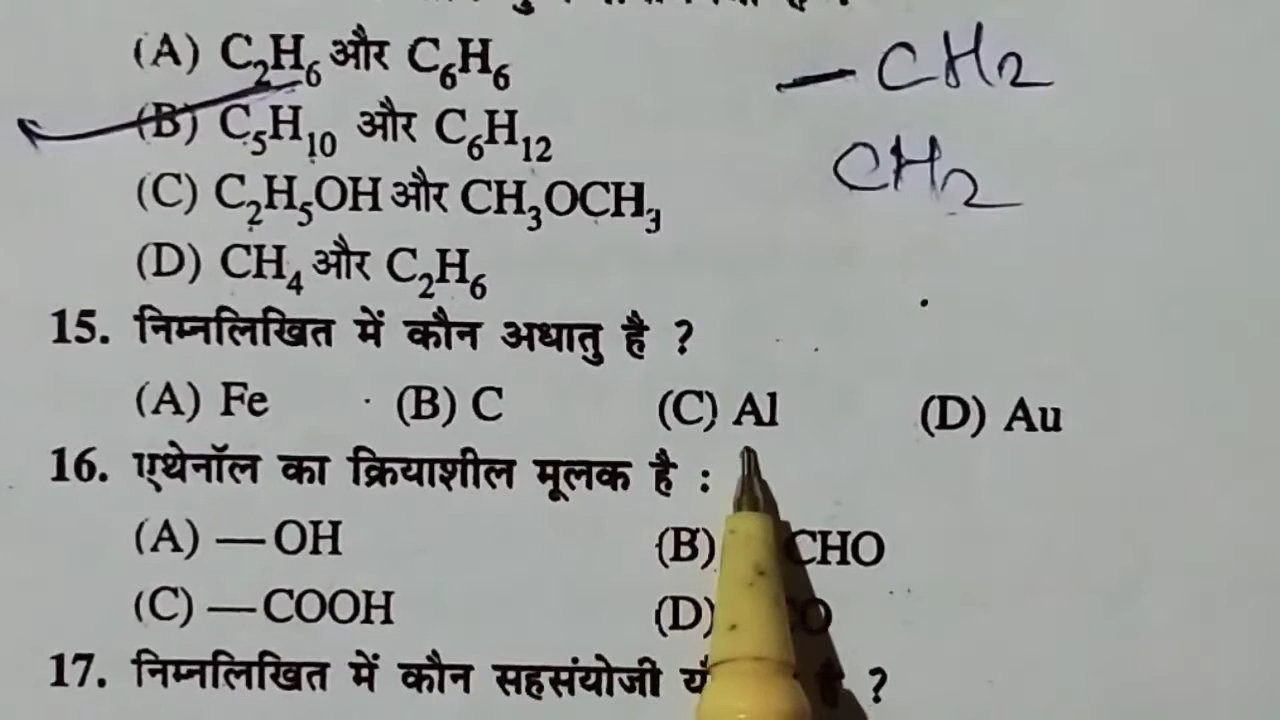 (A) C₂H₆ और C₆H₆
— CH₂
(B) C₅H₁₀ और C₆H₁₂
CH₂
(C) C₂H₅OH और CH₃OCH₃
(D) CH₄ और C₂H₆
15. निम्नलिखित में कौन अधातु है ?
(A) Fe (B) C (C) Al (D) Au
16. एथेनॉल का क्रियाशील मूलक है :
(A) —OH (B) CHO
(C) —COOH (D)
17. निम्नलिखित में कौन सहसंयोजी है ?